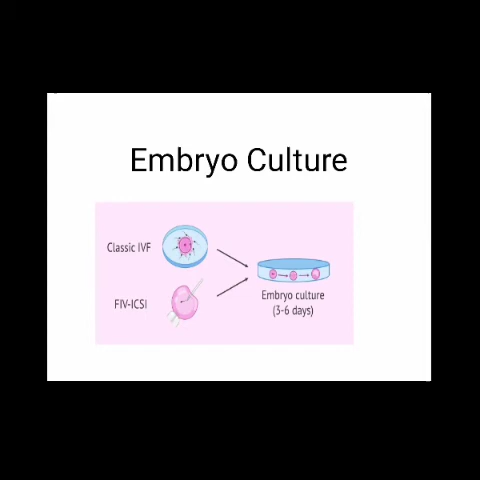 Embryo Culture
Classic IVF
FIV-ICSI
Embryo culture
(3-6 days)